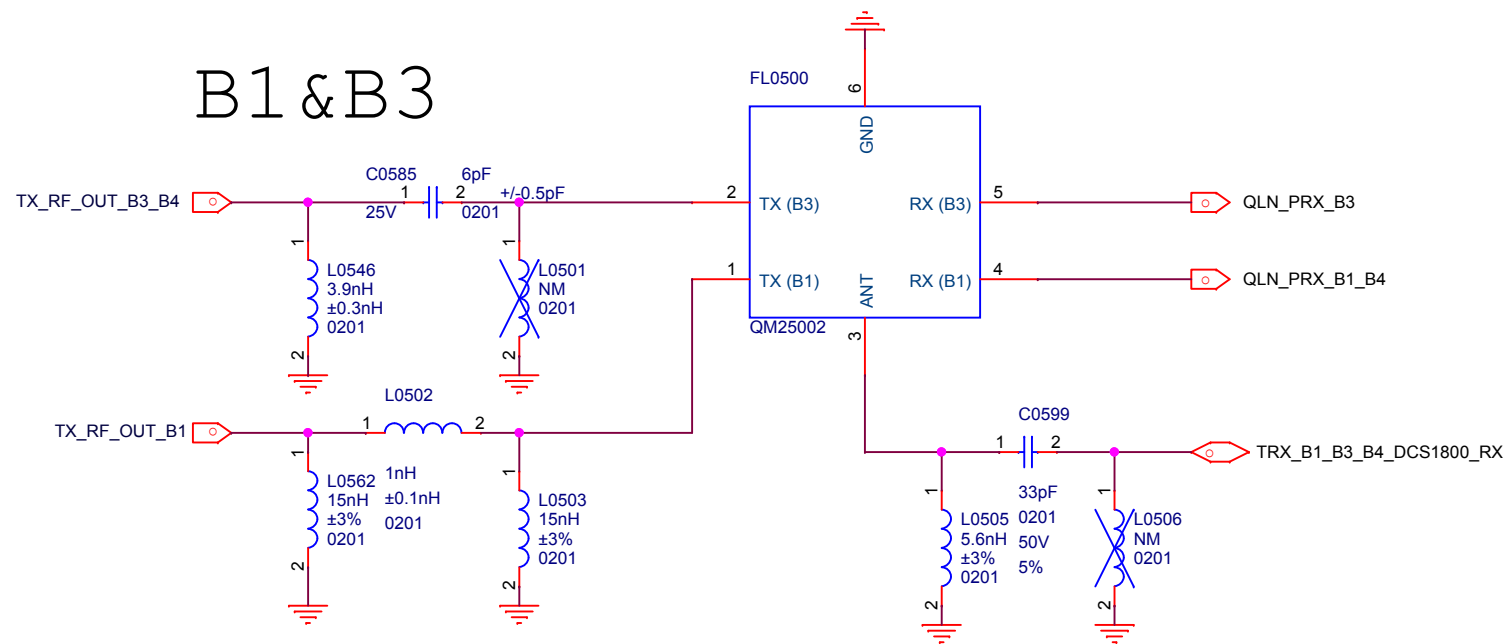 B1&B3
FL0500
6
GND
C0585
6pF
1
2
+/-0.5pF
25V
0201
TX_RF_OUT_B3_B4
2
TX (B3)
RX (B3)
5
QLN_PRX_B3
1
L0546
3.9nH
±0.3nH
0201
2
1
L0501
NM
0201
2
1
TX (B1)
ANT
RX (B1)
4
QLN_PRX_B1_B4
QM25002
3
L0502
TX_RF_OUT_B1
1
2
1nH
±0.1nH
0201
1
L0562
15nH
±3%
0201
2
1
L0503
15nH
±3%
0201
2
C0599
1
2
TRX_B1_B3_B4_DCS1800_RX
33pF
0201
50V
5%
1
L0505
5.6nH
±3%
0201
2
1
L0506
NM
0201
2